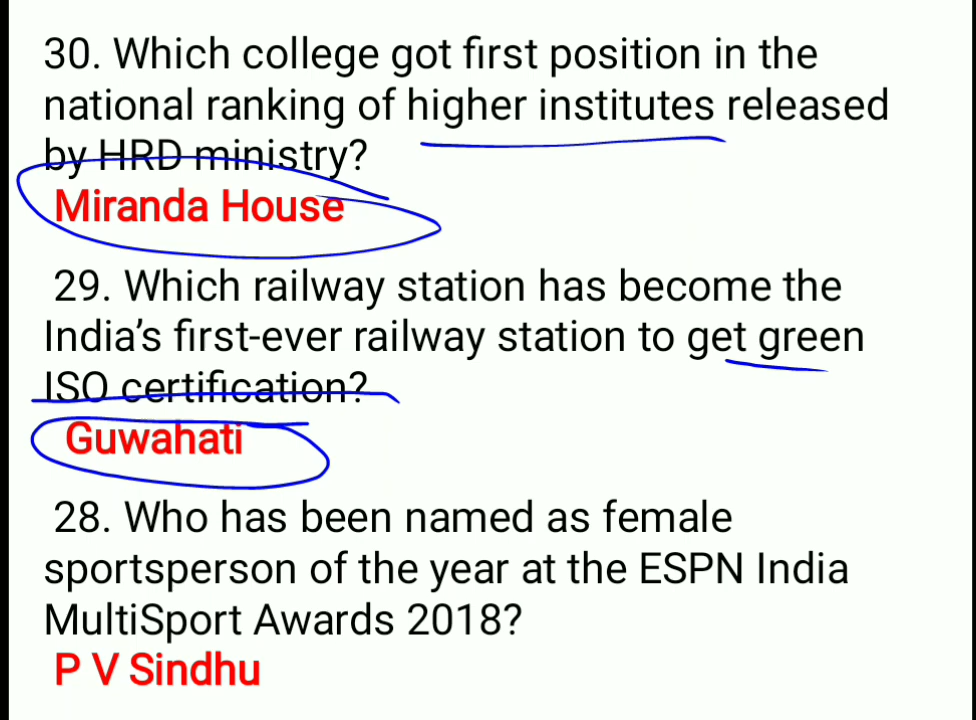 30. Which college got first position in the
national ranking of higher institutes released
by HRD ministry?
Miranda House
29. Which railway station has become the
India's first-ever railway station to get green
ISO certification?
Guwahati
28. Who has been named as female
sportsperson of the year at the ESPN India
MultiSport Awards 2018?
P V Sindhu